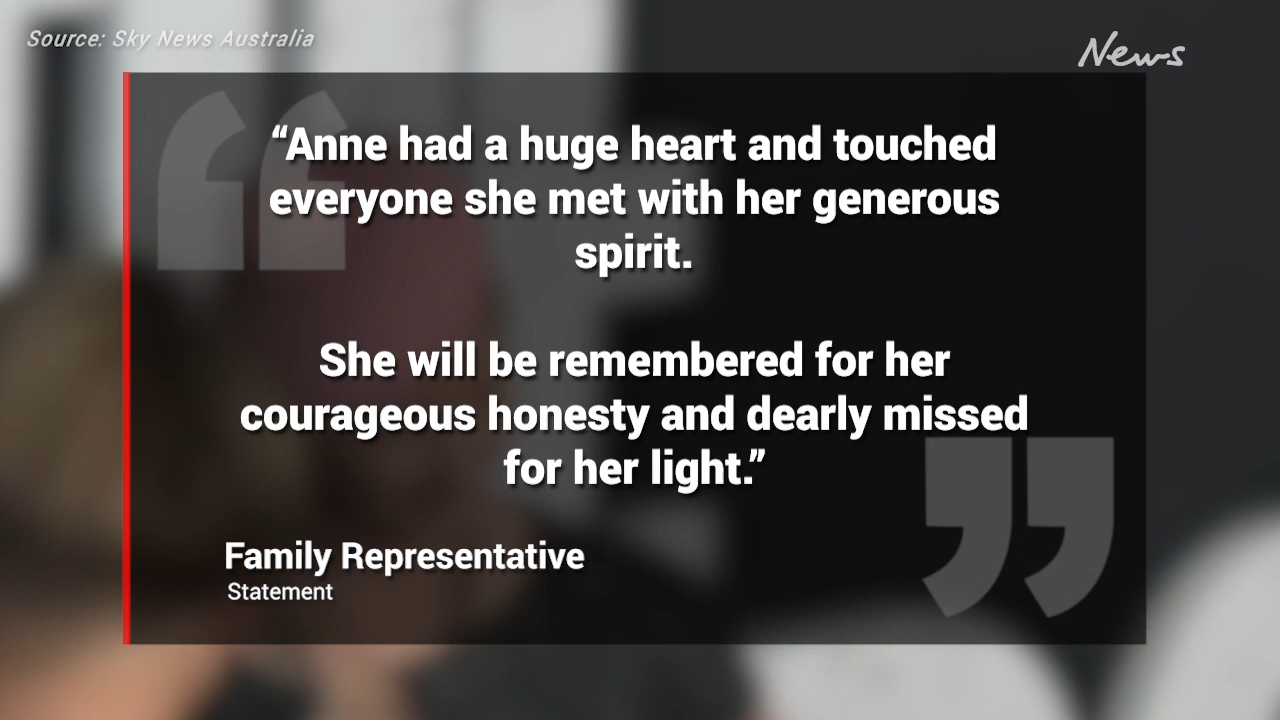 Source: Sky News Australia
News
“Anne had a huge heart and touched
everyone she met with her generous
spirit.
She will be remembered for her
courageous honesty and dearly missed
for her light.”
Family Representative
Statement